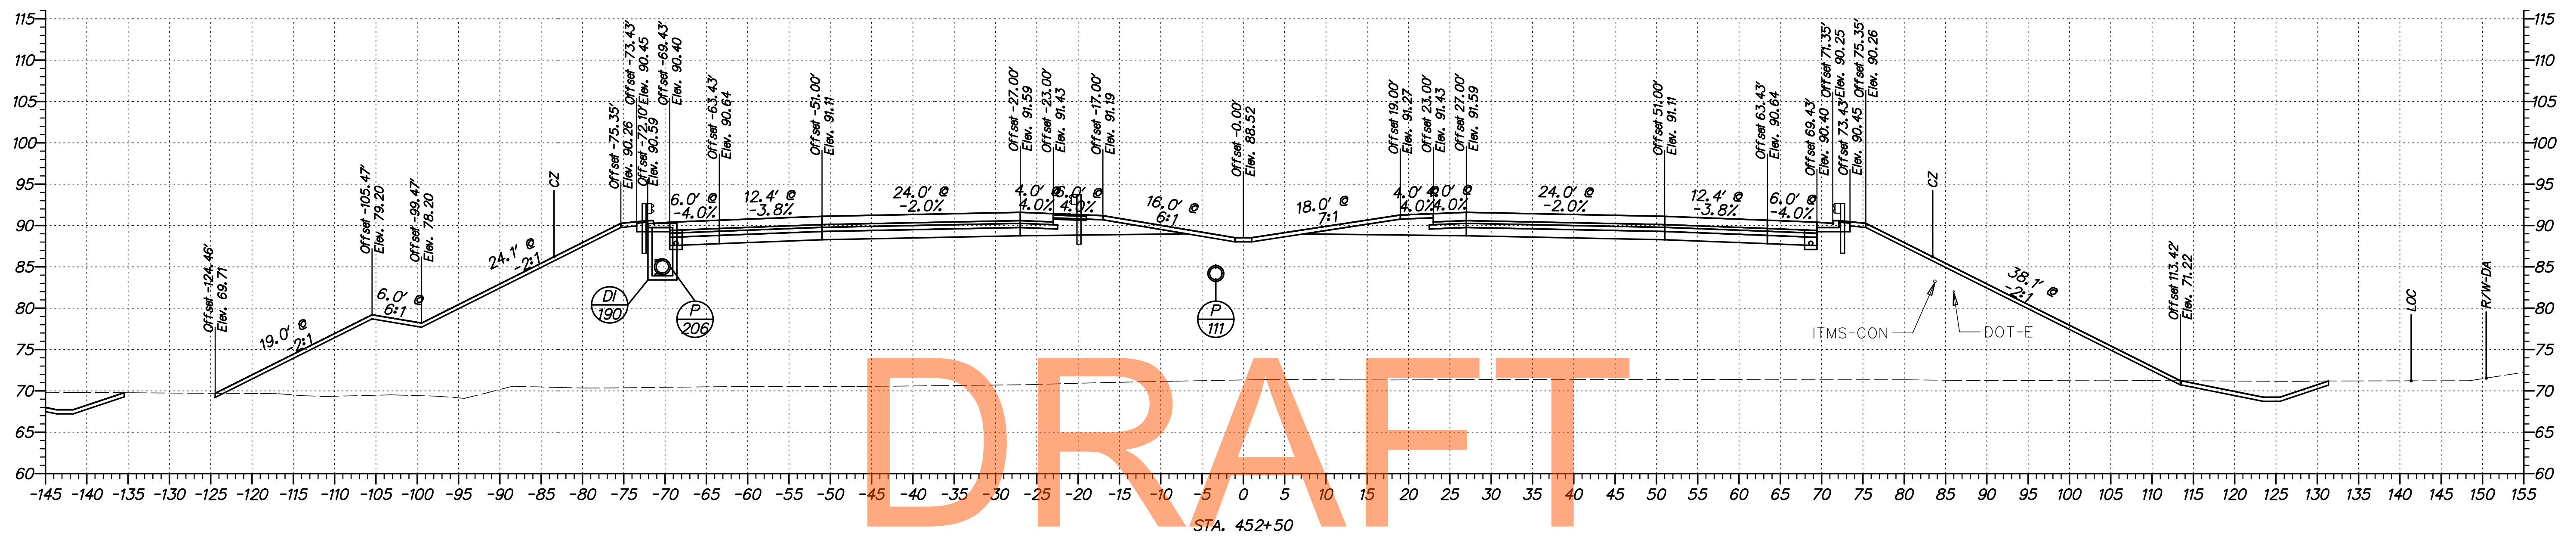 115
110
105
100
95
90
85
80
75
70
65
60
Offset -124.46'
Elev. 69.71
19.0' @
-2:1
Offset -105.47'
Elev. 79.20
6.0' @
6:1
Offset -99.47'
Elev. 78.20
24.1' @
-2:1
CZ
Offset -75.35'
Elev. 90.26
Offset -73.43'
Elev. 90.45
Offset -72.10'
Elev. 90.59
Offset -69.43'
Elev. 90.40
6.0' @
-4.0%
Offset -63.43'
Elev. 90.64
12.4' @
-3.8%
Offset -51.00'
Elev. 91.11
24.0' @
-2.0%
Offset -27.00'
Elev. 91.59
4.0' @
4.0%
Offset -23.00'
Elev. 91.43
6.0' @
4.0%
Offset -17.00'
Elev. 91.19
16.0' @
6:1
Offset -0.00'
Elev. 88.52
18.0' @
7:1
Offset 19.00'
Elev. 91.27
4.0' @
4.0%
Offset 23.00'
Elev. 91.43
4.0' @
4.0%
Offset 27.00'
Elev. 91.59
24.0' @
-2.0%
Offset 51.00'
Elev. 91.11
12.4' @
-3.8%
Offset 63.43'
Elev. 90.64
6.0' @
-4.0%
Offset 69.43'
Elev. 90.40
Offset 71.35'
Elev. 90.25
Offset 73.43'
Elev. 90.45
Offset 75.35'
Elev. 90.26
CZ
38.1' @
-2:1
Offset 113.42'
Elev. 71.22
LOC
R/W-DA
DI
190
P
206
P
111
ITMS-CON
DOT-E
DRAFT
115
110
105
100
95
90
85
80
75
70
65
60
-145 -140 -135 -130 -125 -120 -115 -110 -105 -100 -95 -90 -85 -80 -75 -70 -65 -60 -55 -50 -45 -40 -35 -30 -25 -20 -15 -10 -5 0 5 10 15 20 25 30 35 40 45 50 55 60 65 70 75 80 85 90 95 100 105 110 115 120 125 130 135 140 145 150 155
STA. 452+50